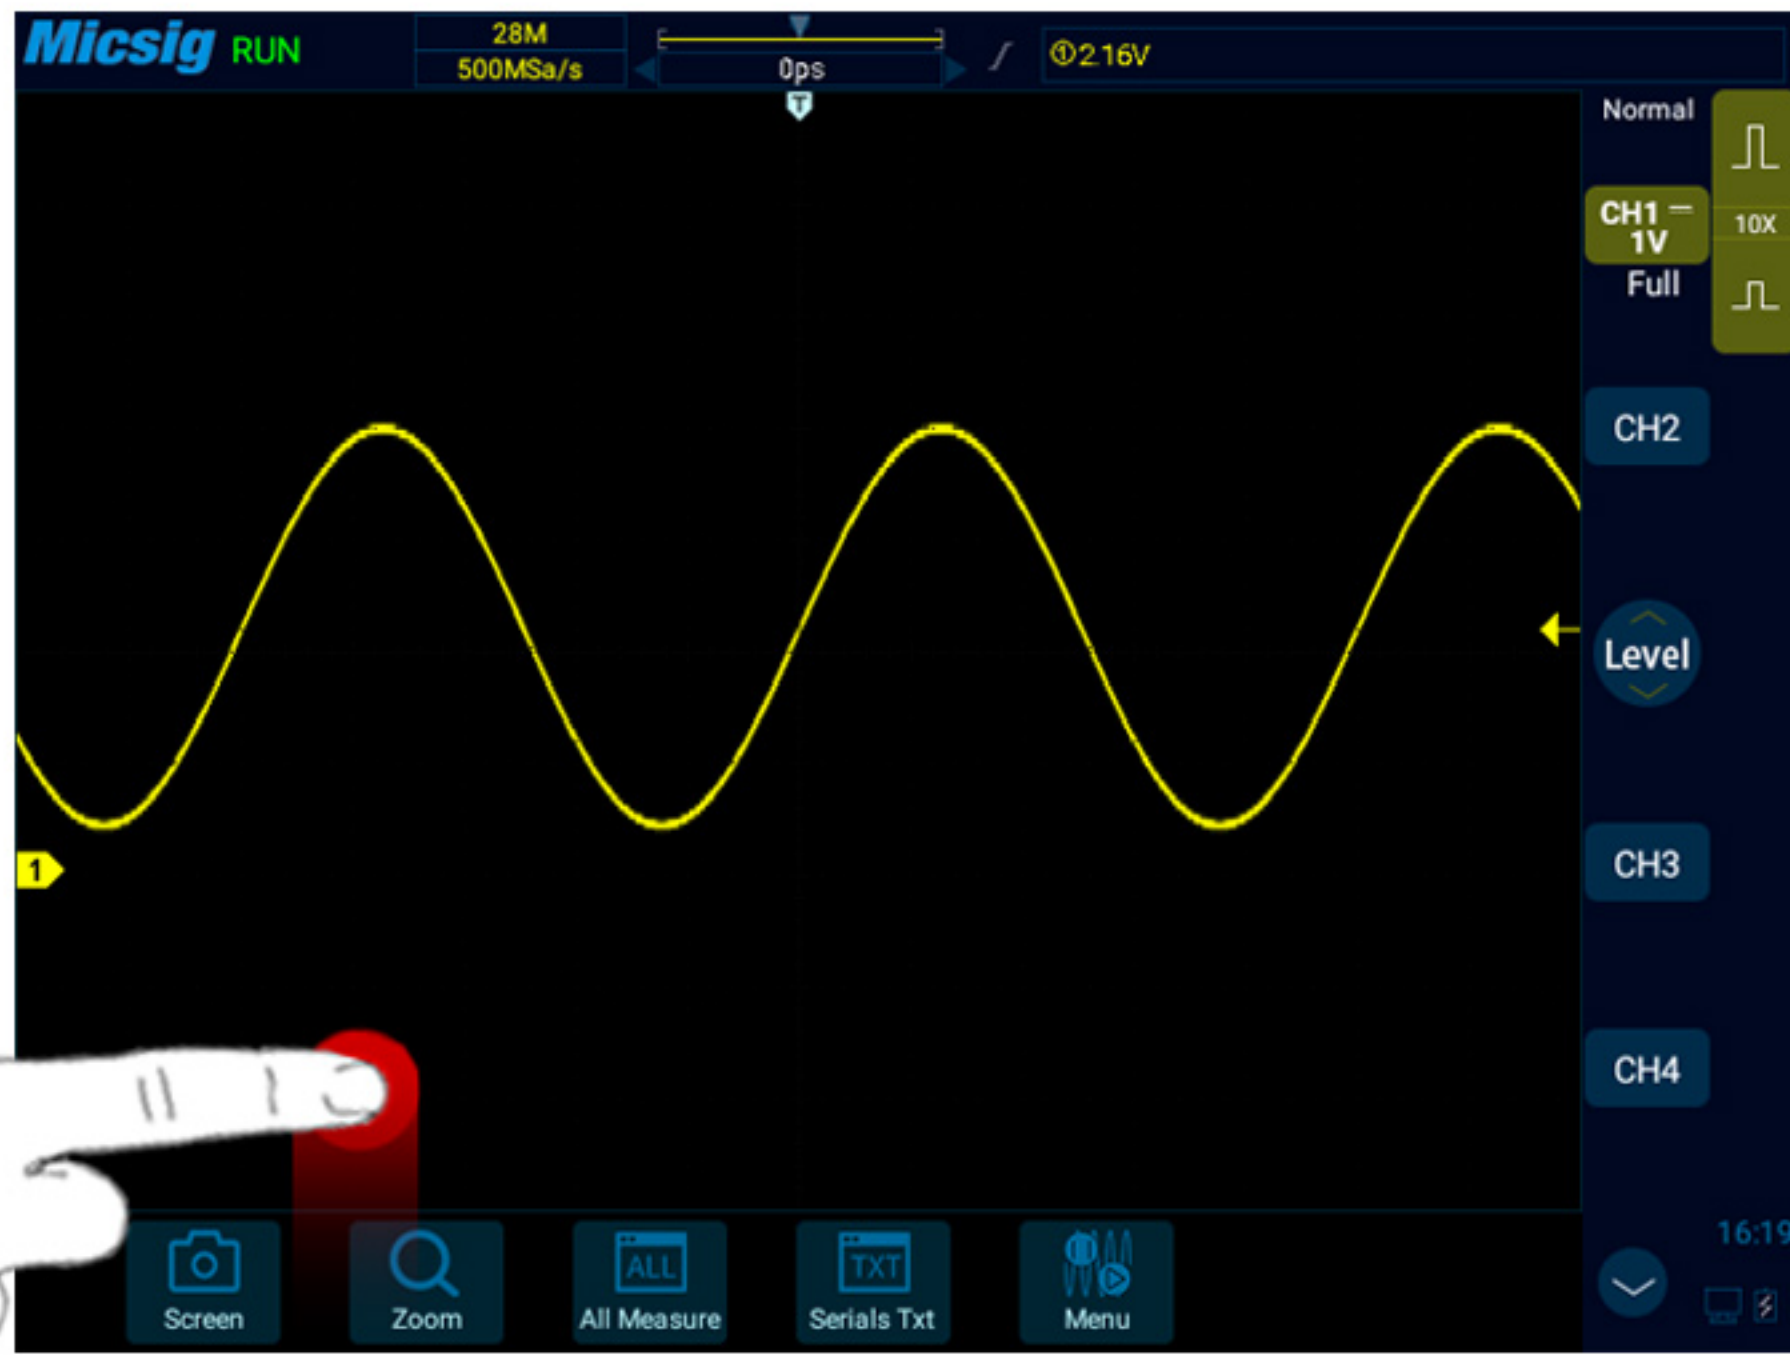 Micsig RUN
28M
500MSa/s
0ps
T
①2.16V
Normal
CH1
1V
10X
Full
CH2
Level
1
CH3
CH4
16:19
ALL
TXT
Screen
Zoom
All Measure
Serials Txt
Menu